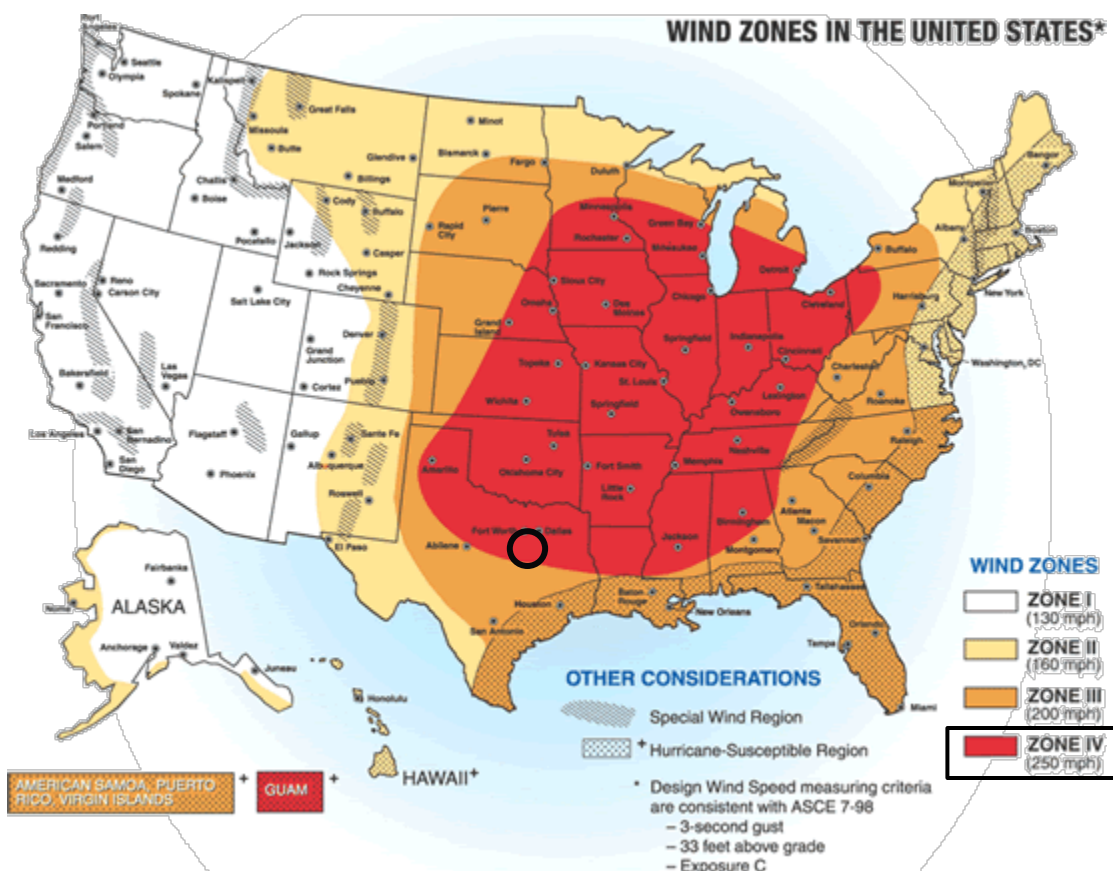 WIND ZONES IN THE UNITED STATES*
Port
Angeles
Seattle
Olympia
Spokane
Kalispell
Great Falls
Portland
Salem
Missoula
Butte
Glendive
Billings
Minot
Bismarck
Fargo
Duluth
Medford
Challis
Boise
Cody
Buffalo
Rapid
City
Pierre
Minneapolis
Rochester
Green Bay
Milwaukee
Bangor
Montpelier
Albany
Boston
Buffalo
Redding
Pocatello
Jackson
Casper
Rock Springs
Cheyenne
Sioux City
Omaha
Des
Moines
Chicago
Detroit
Cleveland
Harrisburg
New York
Sacramento
Reno
Carson City
San
Francisco
Salt Lake City
Grand
Island
Denver
Grand
Junction
Pueblo
Cortez
Topeka
Kansas City
St. Louis
Springfield
Indianapolis
Cincinnati
Charleston
Washington, DC
Bakersfield
Las
Vegas
Wichita
Springfield
Owensboro
Lexington
Roanoke
Raleigh
Los Angeles
San
Bernadino
Flagstaff
Gallup
Santa Fe
Albuquerque
Tulsa
Oklahoma City
Amarillo
Fort Smith
Little
Rock
Memphis
Nashville
Columbia
San
Diego
Phoenix
Roswell
El Paso
Fort Worth
Dallas
Abilene
Jackson
Birmingham
Montgomery
Atlanta
Macon
Savannah
Tallahassee
Houston
San Antonio
Baton
Rouge
New Orleans
Orlando
Tampa
Miami
Fairbanks
Nome
ALASKA
Anchorage
Valdez
Juneau
Honolulu
HAWAII+
AMERICAN SAMOA, PUERTO
RICO, VIRGIN ISLANDS
+
GUAM
+
OTHER CONSIDERATIONS
Special Wind Region
+ Hurricane-Susceptible Region
* Design Wind Speed measuring criteria
are consistent with ASCE 7-98
– 3-second gust
– 33 feet above grade
– Exposure C
WIND ZONES
ZONE I
(130 mph)
ZONE II
(160 mph)
ZONE III
(200 mph)
ZONE IV
(250 mph)